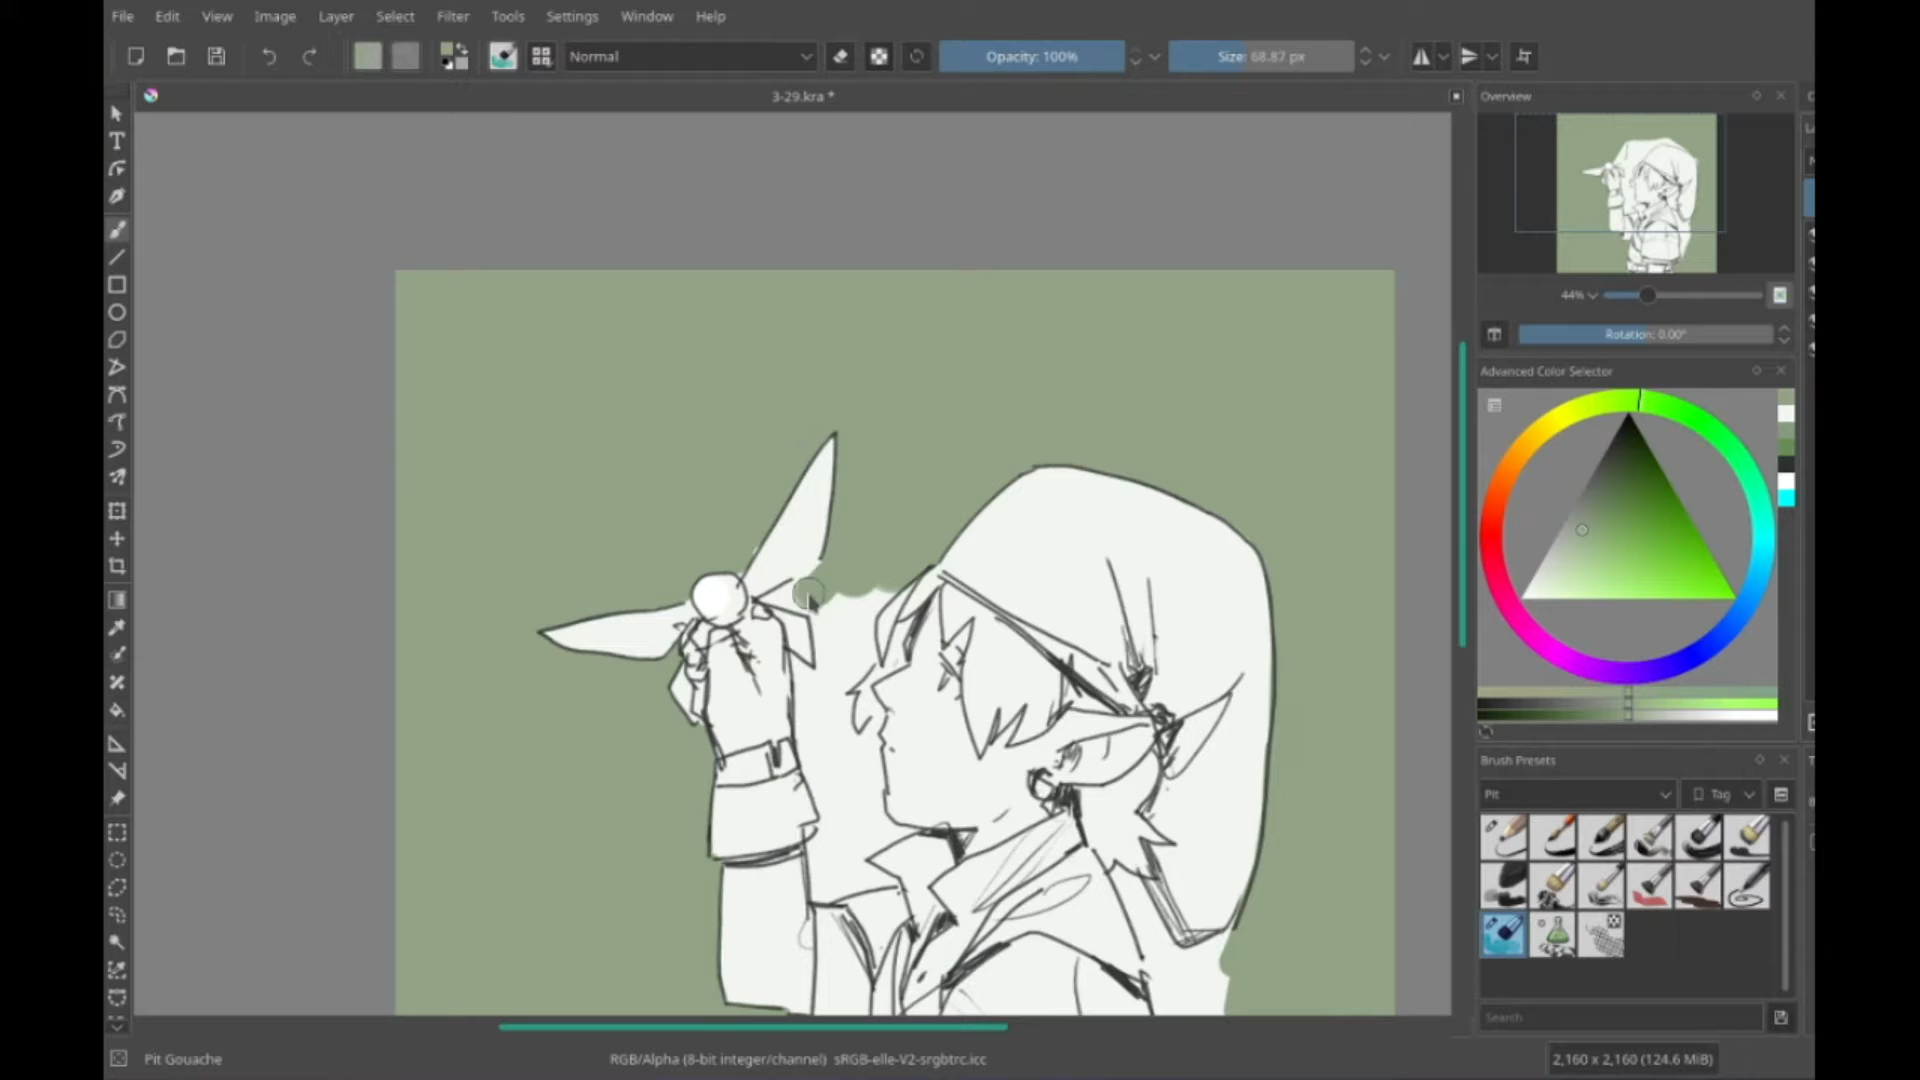 File Edit View Image Layer Select Filter Tools Settings Window Help
Normal Opacity: 100% Size: 68.87 px
3-29.kra *
Overview
44%
Rotation: 0.00°
Advanced Color Selector
Brush Presets
Pit Tag
Search
Pit Gouache RGB/Alpha (8-bit integer/channel) sRGB-elle-V2-srgbtrc.icc 2,160 x 2,160 (124.6 MiB)